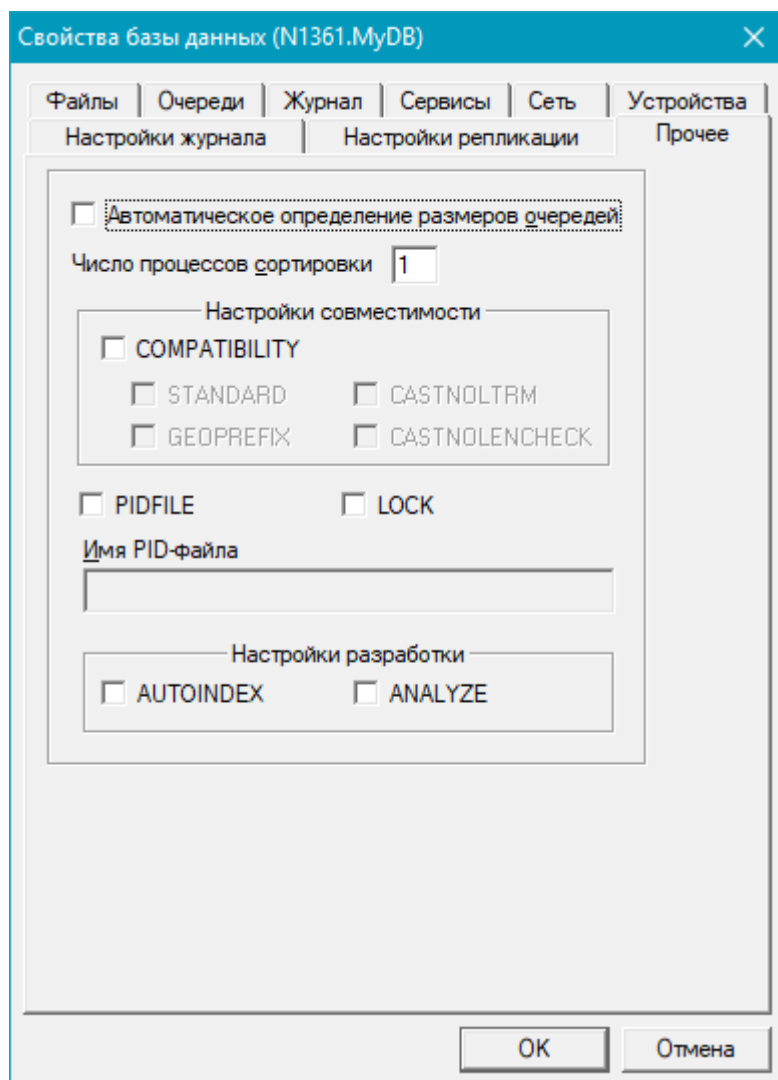 Свойства базы данных (N1361.MyDB)
Файлы Очереди Журнал Сервисы Сеть Устройства
Настройки журнала Настройки репликации Прочее
Автоматическое определение размеров очередей
Число процессов сортировки 1
Настройки совместимости
COMPATIBILITY
STANDARD CASTNOLTRM
GEOPREFIX CASTNOLENCHECK
PIDFILE LOCK
Имя PID-файла
Настройки разработки
AUTOINDEX ANALYZE
OK Отмена